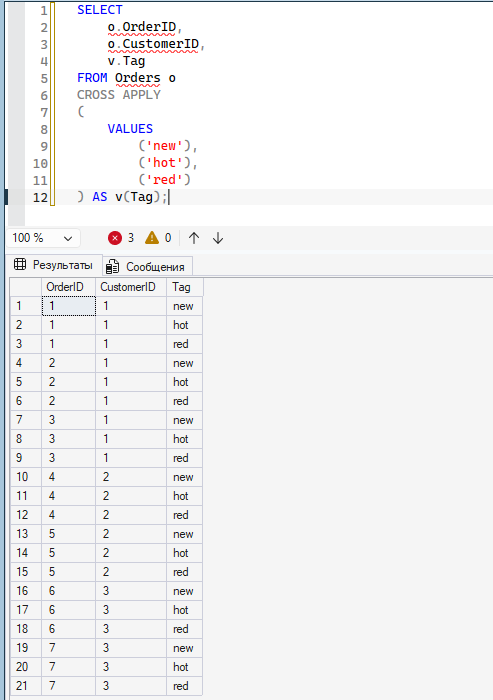 1 SELECT
2 o.OrderID,
3 o.CustomerID,
4 v.Tag
5 FROM Orders o
6 CROSS APPLY
7 (
8 VALUES
9 ('new'),
10 ('hot'),
11 ('red')
12 ) AS v(Tag);
100 % 3 0
Результаты Сообщения
OrderID CustomerID Tag
1 1 1 new
2 1 1 hot
3 1 1 red
4 2 1 new
5 2 1 hot
6 2 1 red
7 3 1 new
8 3 1 hot
9 3 1 red
10 4 2 new
11 4 2 hot
12 4 2 red
13 5 2 new
14 5 2 hot
15 5 2 red
16 6 3 new
17 6 3 hot
18 6 3 red
19 7 3 new
20 7 3 hot
21 7 3 red